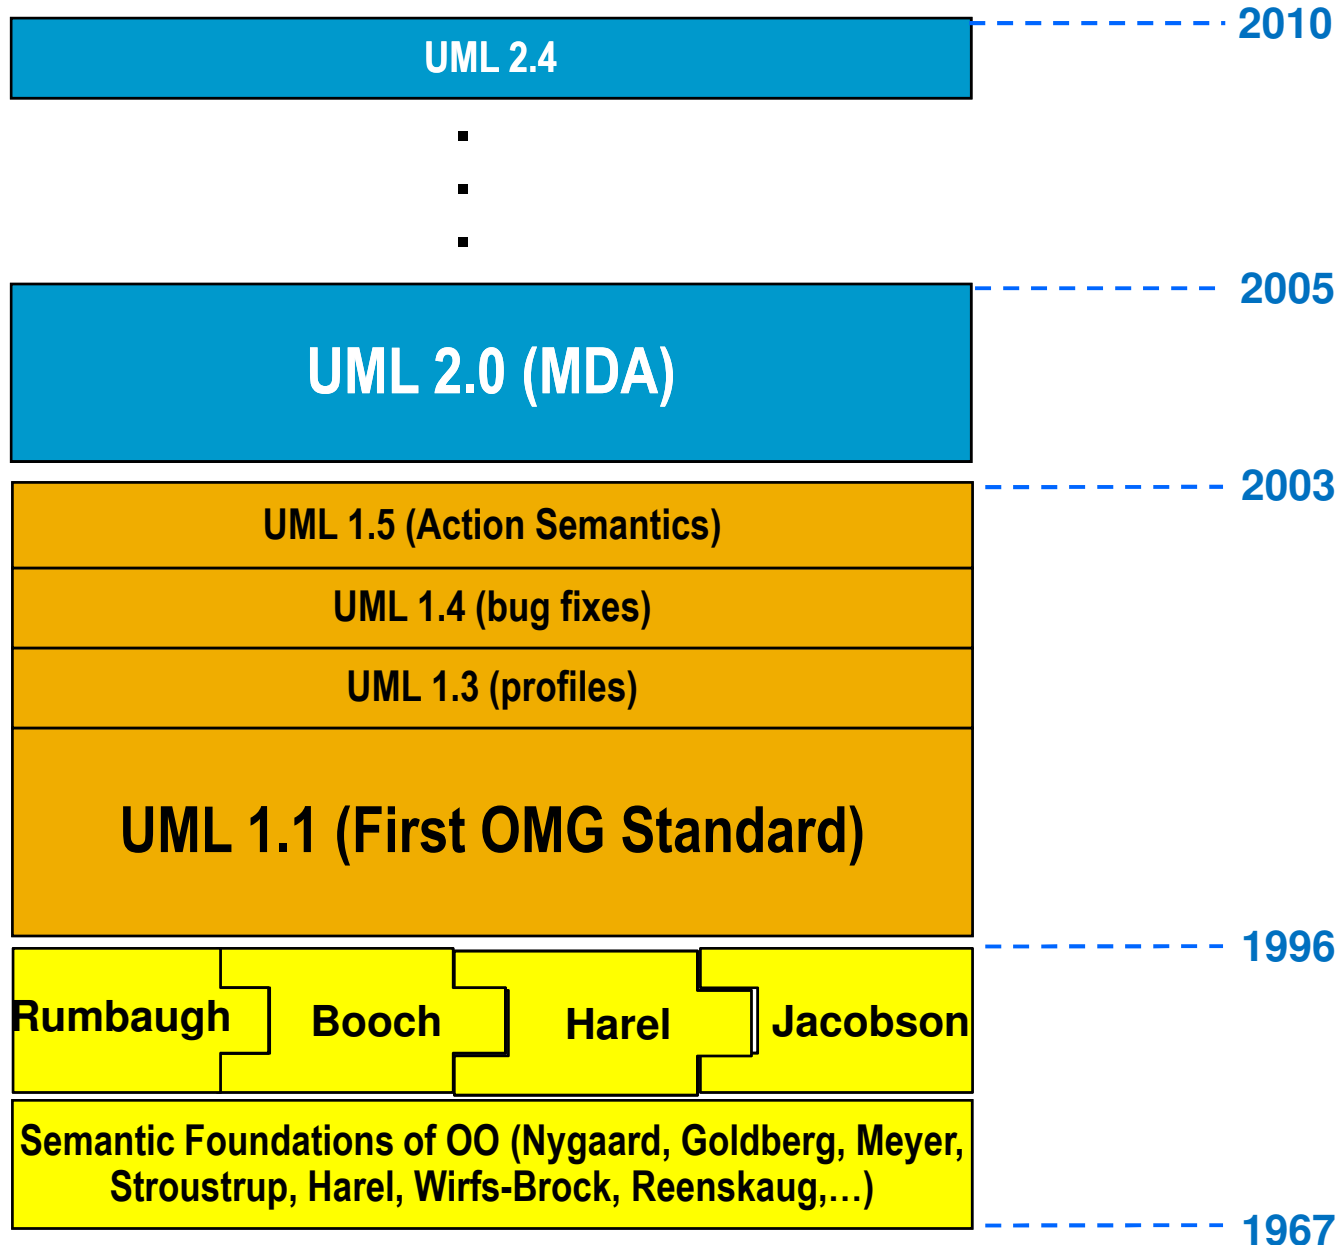 2010
UML 2.4
2005
UML 2.0 (MDA)
2003
UML 1.5 (Action Semantics)
UML 1.4 (bug fixes)
UML 1.3 (profiles)
UML 1.1 (First OMG Standard)
1996
Rumbaugh Booch Harel Jacobson
Semantic Foundations of OO (Nygaard, Goldberg, Meyer,
Stroustrup, Harel, Wirfs-Brock, Reenskaug,…)
1967